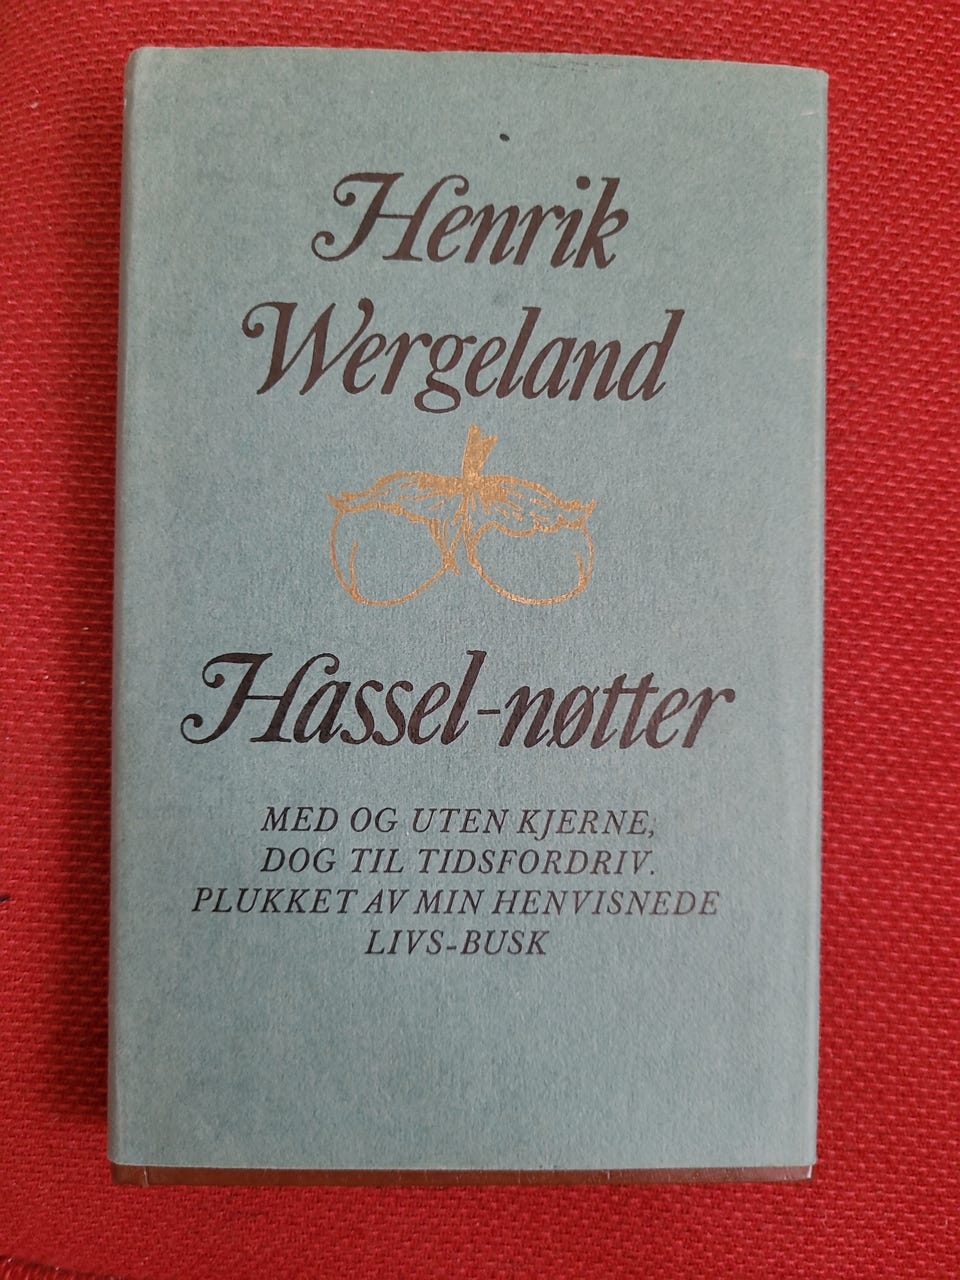 Henrik
Wergeland
Hassel-nøtter
MED OG UTEN KJERNE,
DOG TIL TIDSFORDRIV.
PLUKKET AV MIN HENVISNEDE
LIVS-BUSK